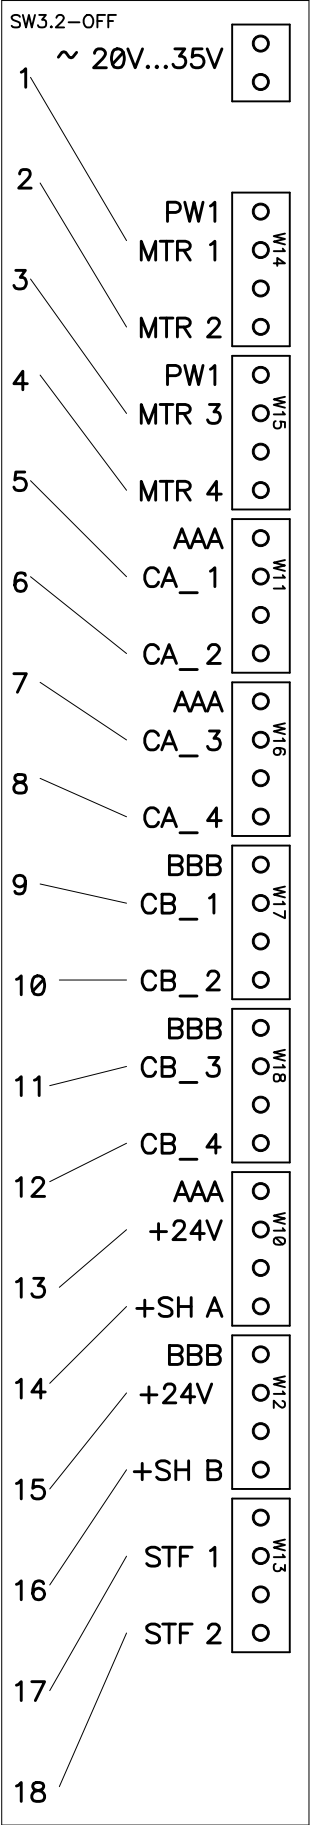 SW3.2-OFF
~ 20V...35V
1
2
PW1
MTR 1
W14
3
MTR 2
4
PW1
MTR 3
W15
5
MTR 4
AAA
CA_ 1
W11
6
CA_ 2
7
AAA
CA_ 3
W16
8
CA_ 4
9
BBB
CB_ 1
W17
10
CB_ 2
BBB
CB_ 3
W18
11
CB_ 4
12
AAA
+24V
W10
13
+SH A
14
BBB
+24V
W12
15
+SH B
STF 1
W13
16
STF 2
17
18